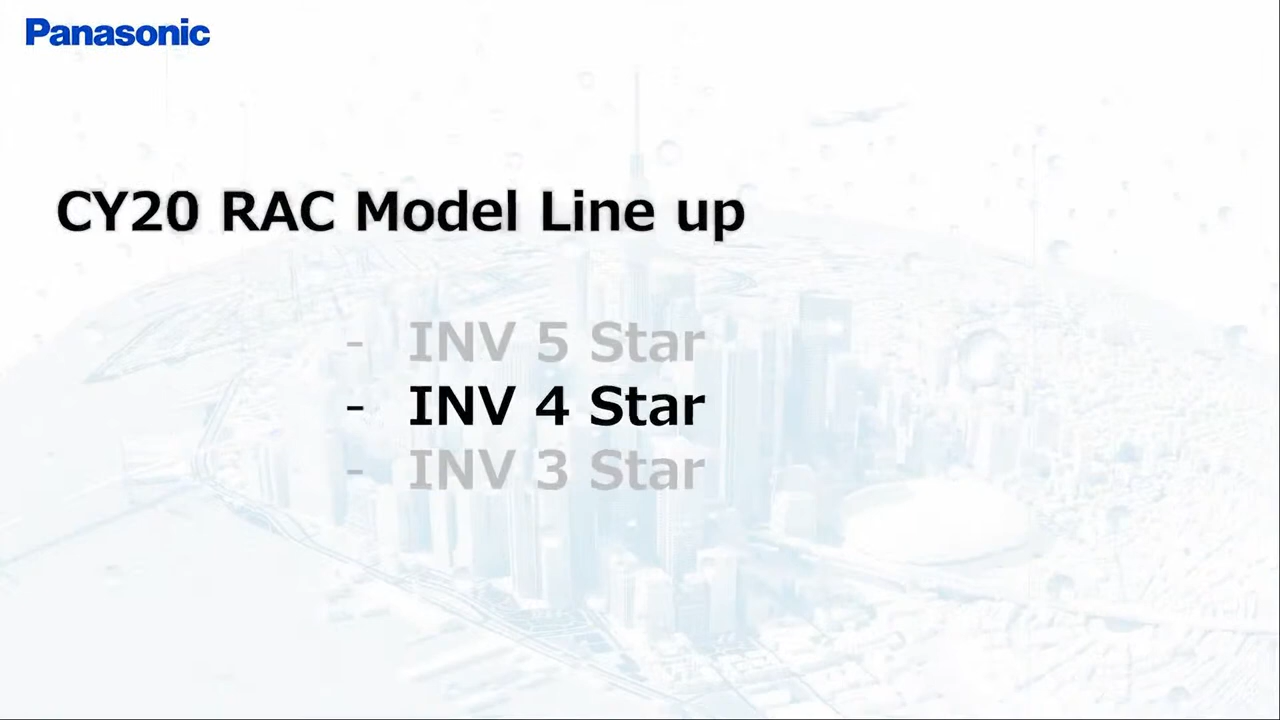 Panasonic
CY20 RAC Model Line up
- INV 5 Star
- INV 4 Star
- INV 3 Star